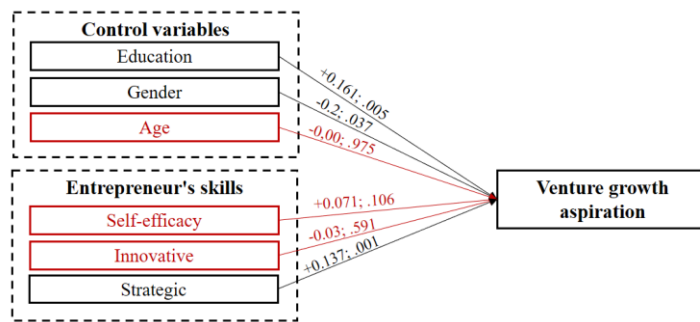 Control variables
Education
Gender
Age
+0.161; .005
-0.2; .037
-0.00; .975
Entrepreneur's skills
Self-efficacy
Innovative
Strategic
+0.071; .106
-0.03; .591
+0.137; .001
Venture growth
aspiration